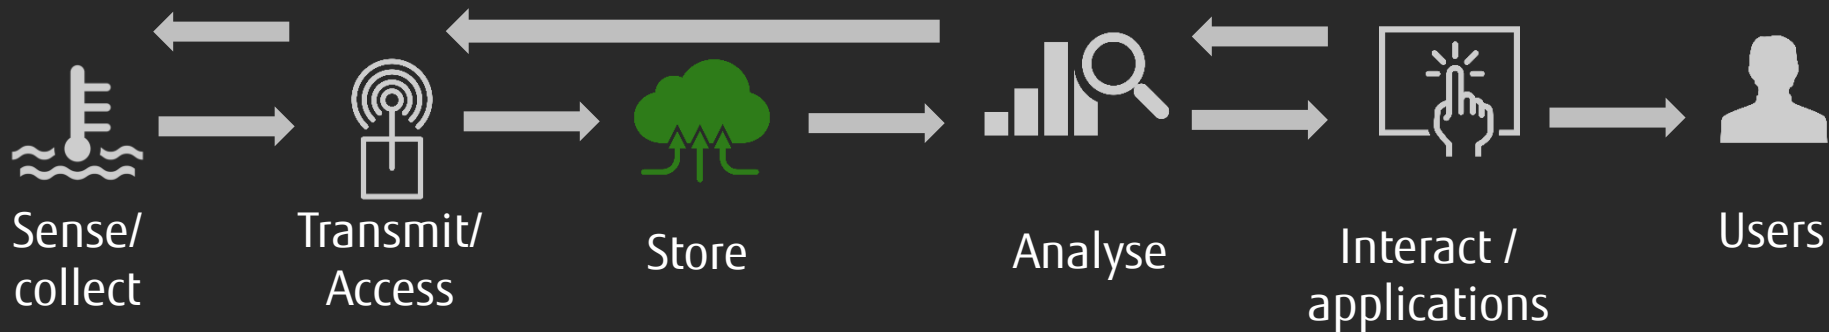 Sense/
collect
Transmit/
Access
Store
Analyse
Interact /
applications
Users